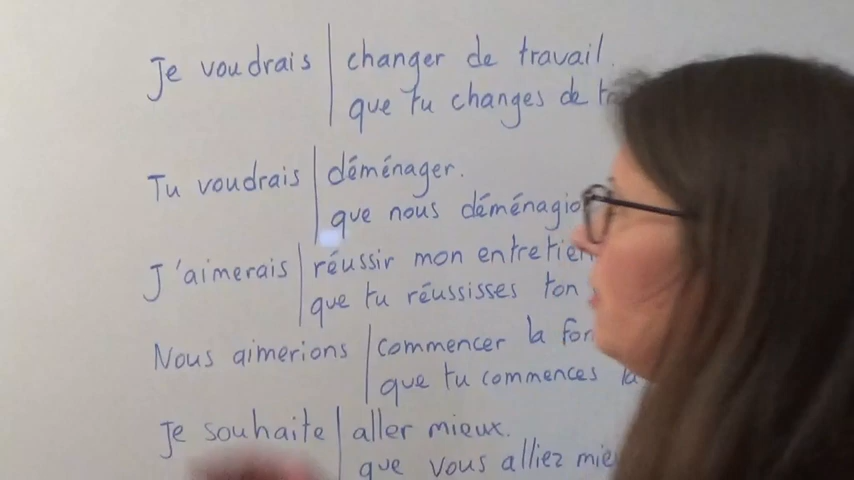 Je voudrais changer de travail.
que tu changes de
Tu voudrais déménager.
que nous
J'aimerais réussir mon
que tu réussisses ton
Nous aimerions commencer la
que tu commences
Je souhaite aller mieux.
que vous alliez